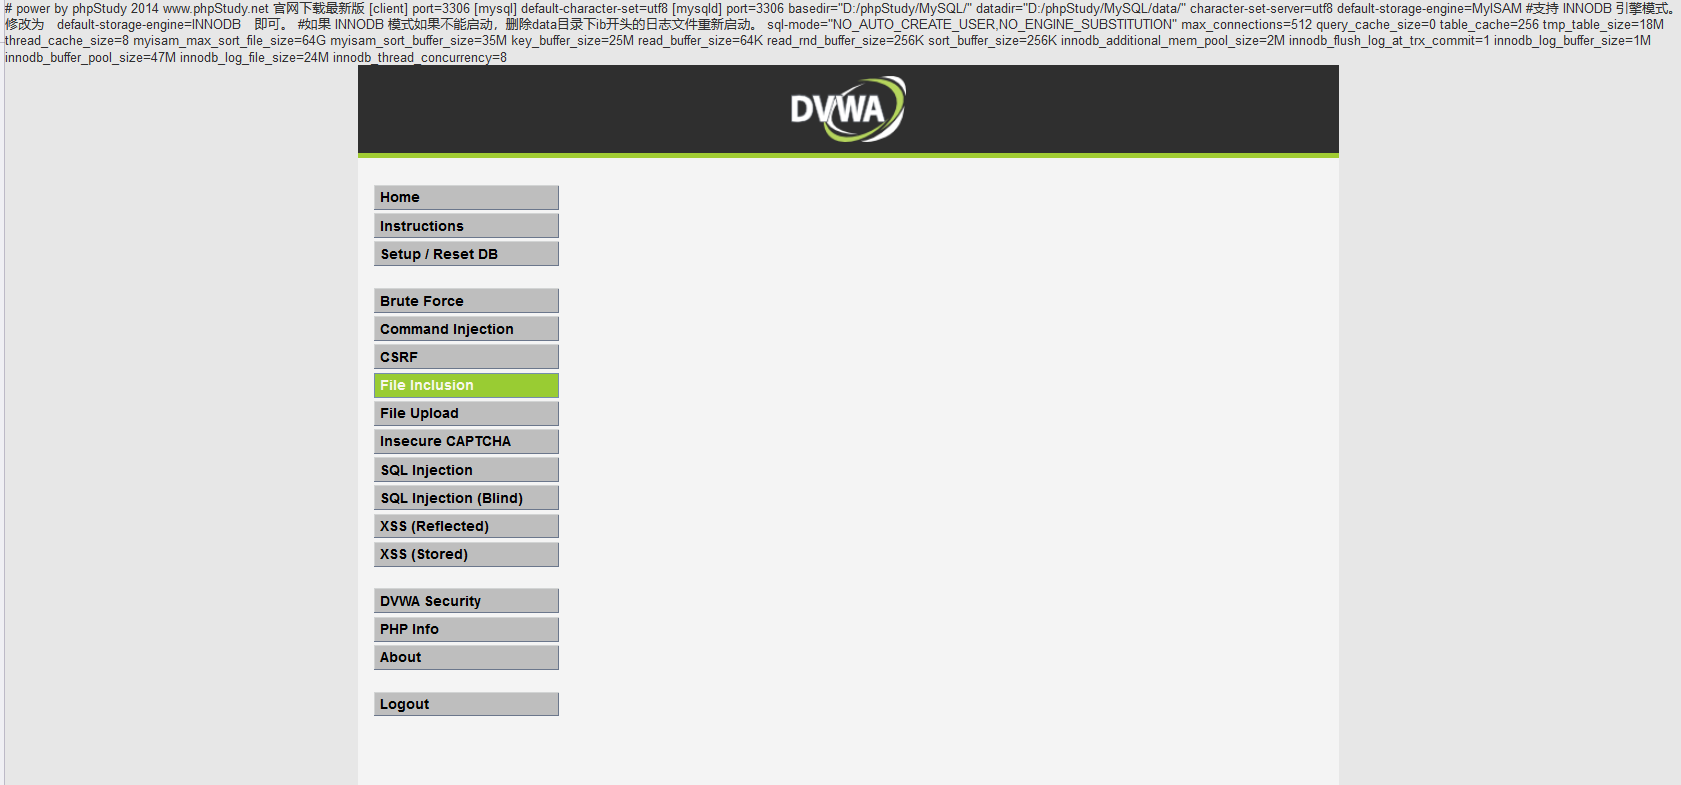 # power by phpStudy 2014 www.phpStudy.net 官网下载最新版 [client] port=3306 [mysql] default-character-set=utf8 [mysqld] port=3306 basedir="D:/phpStudy/MySQL/" datadir="D:/phpStudy/MySQL/data/" character-set-server=utf8 default-storage-engine=MyISAM #支持 INNODB 引擎模式。
修改为　default-storage-engine=INNODB　即可。 #如果 INNODB 模式如果不能启动，删除data目录下ib开头的日志文件重新启动。 sql-mode="NO_AUTO_CREATE_USER,NO_ENGINE_SUBSTITUTION" max_connections=512 query_cache_size=0 table_cache=256 tmp_table_size=18M
thread_cache_size=8 myisam_max_sort_file_size=64G myisam_sort_buffer_size=35M key_buffer_size=25M read_buffer_size=64K read_rnd_buffer_size=256K sort_buffer_size=256K innodb_additional_mem_pool_size=2M innodb_flush_log_at_trx_commit=1 innodb_log_buffer_size=1M
innodb_buffer_pool_size=47M innodb_log_file_size=24M innodb_thread_concurrency=8
DVWA
Home
Instructions
Setup / Reset DB
Brute Force
Command Injection
CSRF
File Inclusion
File Upload
Insecure CAPTCHA
SQL Injection
SQL Injection (Blind)
XSS (Reflected)
XSS (Stored)
DVWA Security
PHP Info
About
Logout